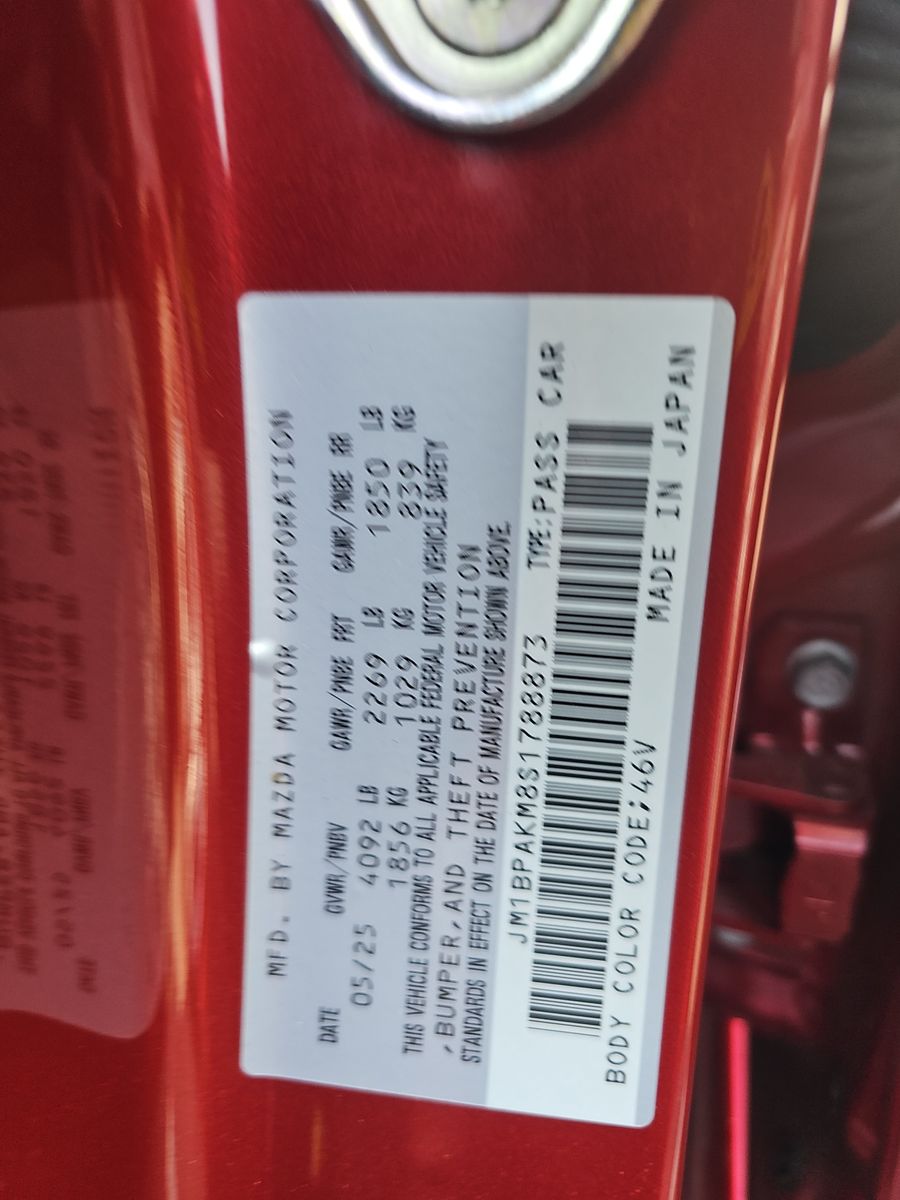 MFD. BY MAZDA MOTOR CORPORATION
DATE GVWR/PNBV GAWR/PNBE FRT GAWR/PNBE RR
05/25 4092 LB 2269 LB 1850 LB
1856 KG 1029 KG 839 KG
THIS VEHICLE CONFORMS TO ALL APPLICABLE FEDERAL MOTOR VEHICLE SAFETY
,BUMPER,AND THEFT PREVENTION
STANDARDS IN EFFECT ON THE DATE OF MANUFACTURE SHOWN ABOVE.
JM1BPAKM8S1788873 TYPE:PASS CAR
BODY COLOR CODE:46V MADE IN JAPAN